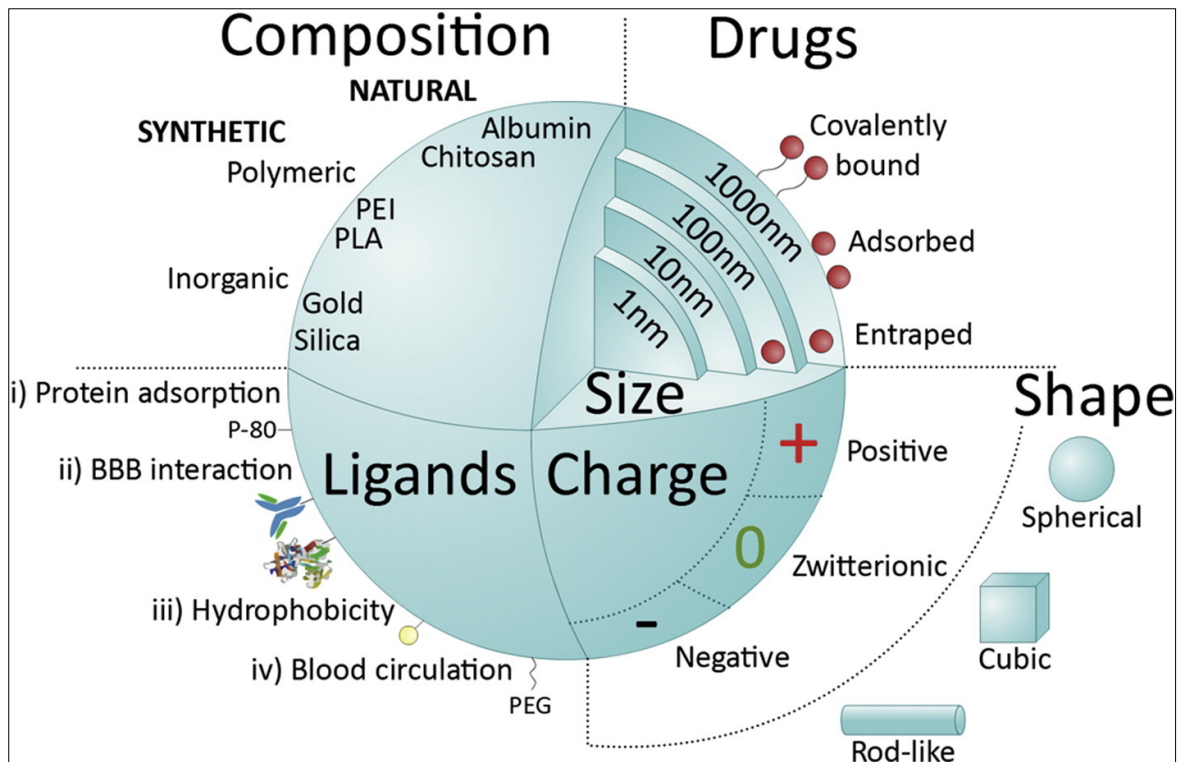 Composition
NATURAL
SYNTHETIC
Albumin
Chitosan
Polymeric
PEI
PLA
Inorganic
Gold
Silica
Drugs
Covalently
bound
Adsorbed
Entraped
1000nm
100nm
10nm
1nm
Size
i) Protein adsorption
P-80
ii) BBB interaction
iii) Hydrophobicity
iv) Blood circulation
PEG
Ligands
Charge
+
Positive
0
Zwitterionic
-
Negative
Shape
Spherical
Cubic
Rod-like